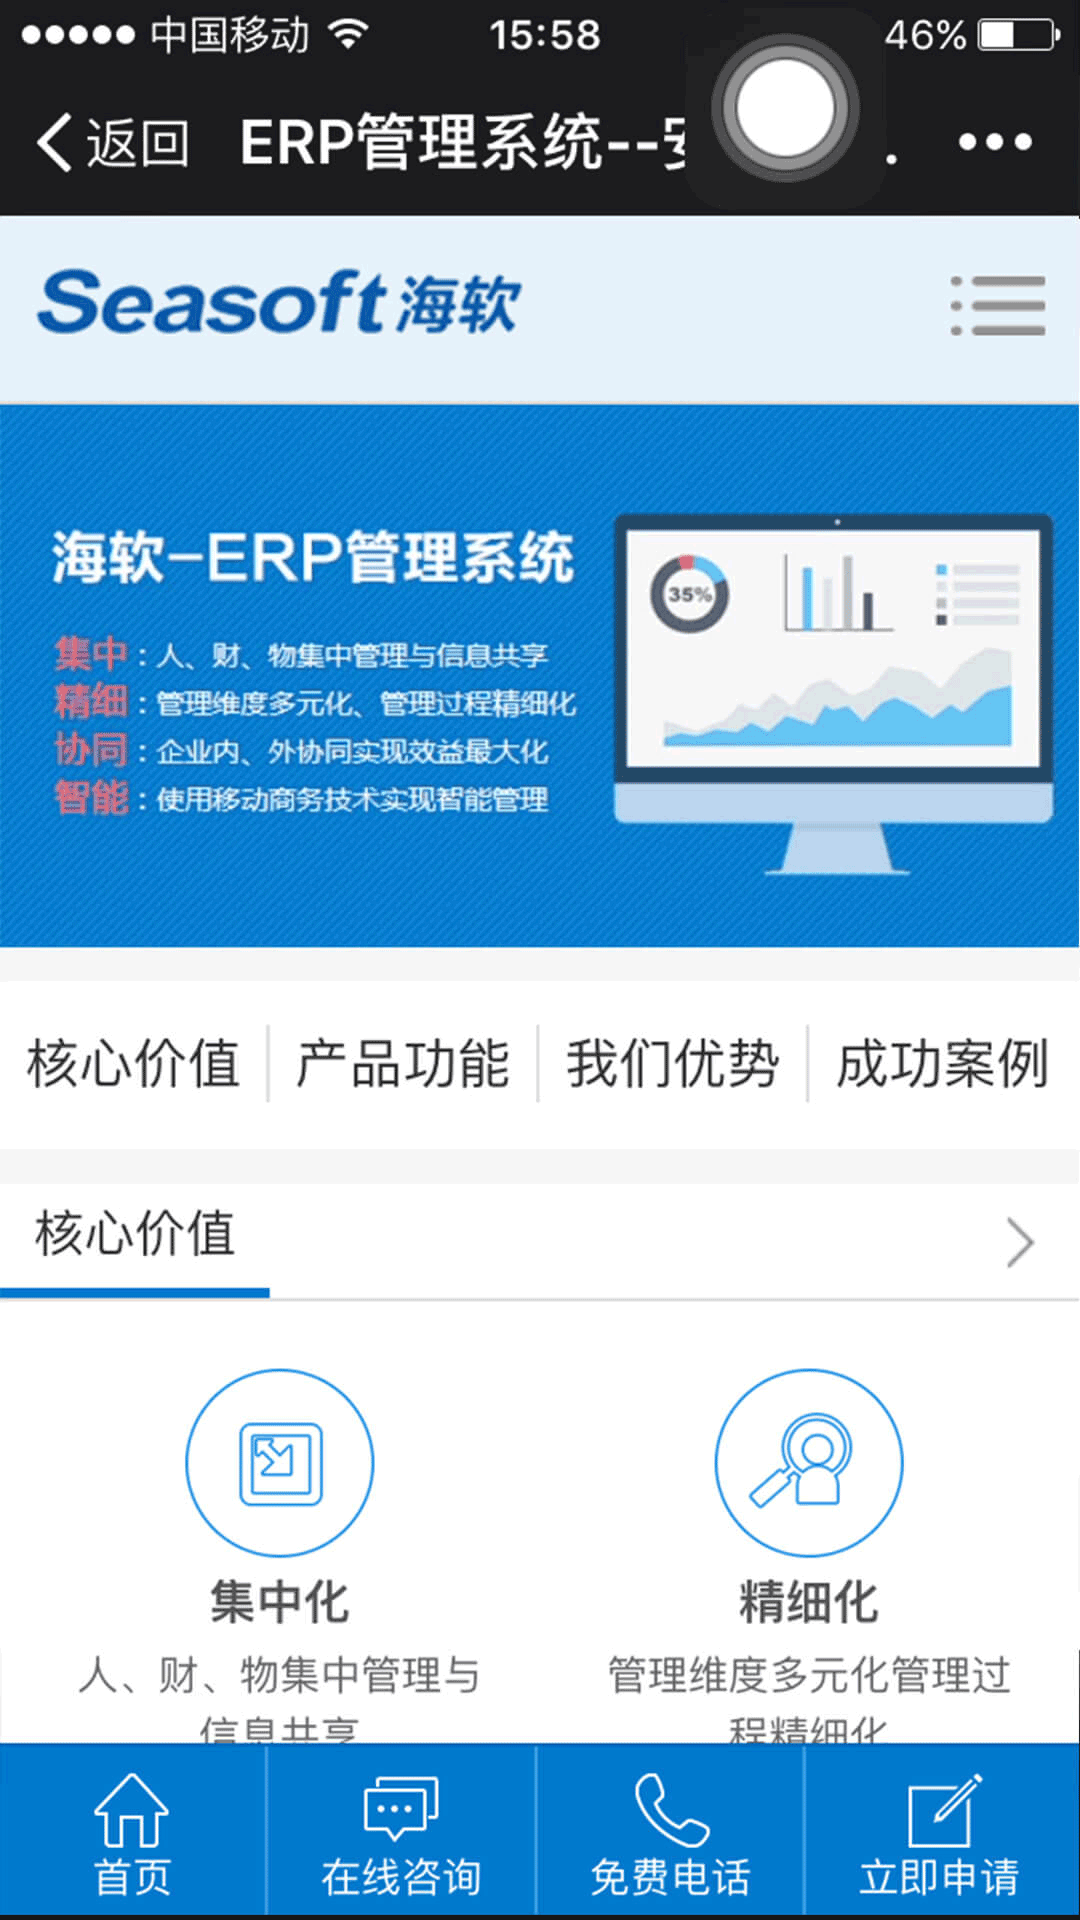 中国移动 15:58 46%
返回 ERP管理系统--
Seasoft海软
海软-ERP管理系统
集中：人、财、物集中管理与信息共享
精细：管理维度多元化、管理过程精细化
协同：企业内、外协同实现效益最大化
智能：使用移动商务技术实现智能管理
35%
核心价值 产品功能 我们优势 成功案例
核心价值
集中化 精细化
人、财、物集中管理与 管理维度多元化管理过
信息共享 程精细化
首页 在线咨询 免费电话 立即申请